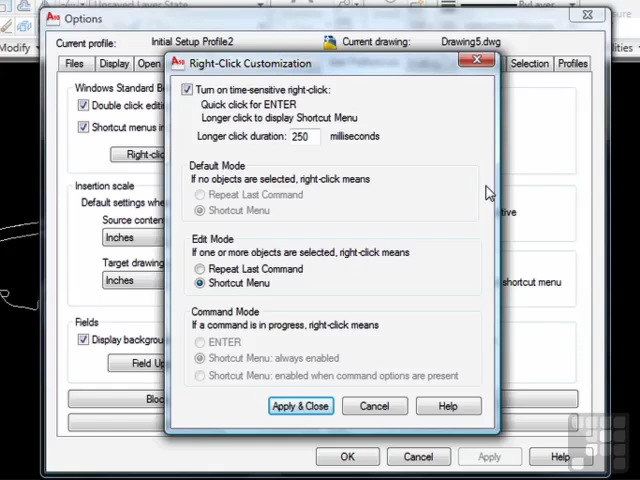 Unsaved Layer State
ByLayer
Modify
Options
Current profile: Initial Setup Profile2 Current drawing: Drawing5.dwg
Files Display Open Selection Profiles
Windows Standard B
Double click editi
Shortcut menus i
Right-clic
Insertion scale
Default settings whe
Source conten
Inches
Target drawing
Inches
Fields
Display backgrou
Field Up
Bloc
shortcut menu
OK Cancel Apply Help
Right-Click Customization
Turn on time-sensitive right-click:
Quick click for ENTER
Longer click to display Shortcut Menu
Longer click duration: 250 milliseconds
Default Mode
If no objects are selected, right-click means
Repeat Last Command
Shortcut Menu
Edit Mode
If one or more objects are selected, right-click means
Repeat Last Command
Shortcut Menu
Command Mode
If a command is in progress, right-click means
ENTER
Shortcut Menu: always enabled
Shortcut Menu: enabled when command options are present
Apply & Close Cancel Help